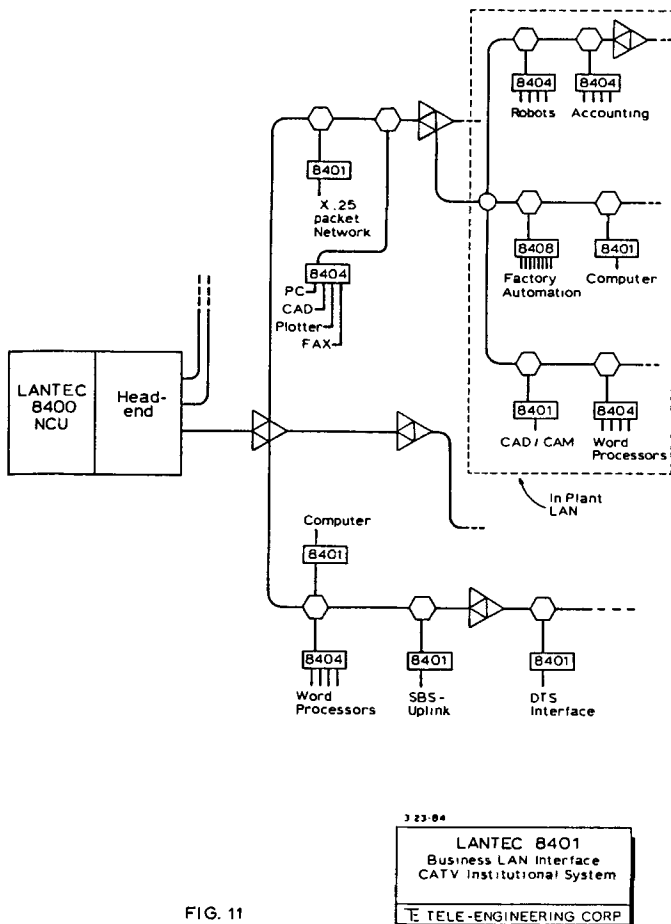 8404
8404
Robots
Accounting
8401
X.25
packet
Network
8404
PC
CAD
Plotter
FAX
8408
8401
Factory
Automation
Computer
LANTEC
8400
NCU
Head-
end
8401
8404
CAD / CAM
Word
Processors
In Plant
LAN
Computer
8401
8404
8401
8401
Word
Processors
SBS-
Uplink
DTS
Interface
3 23-84
LANTEC 8401
Business LAN Interface
CATV Institutional System
FIG. 11
TE TELE-ENGINEERING CORP